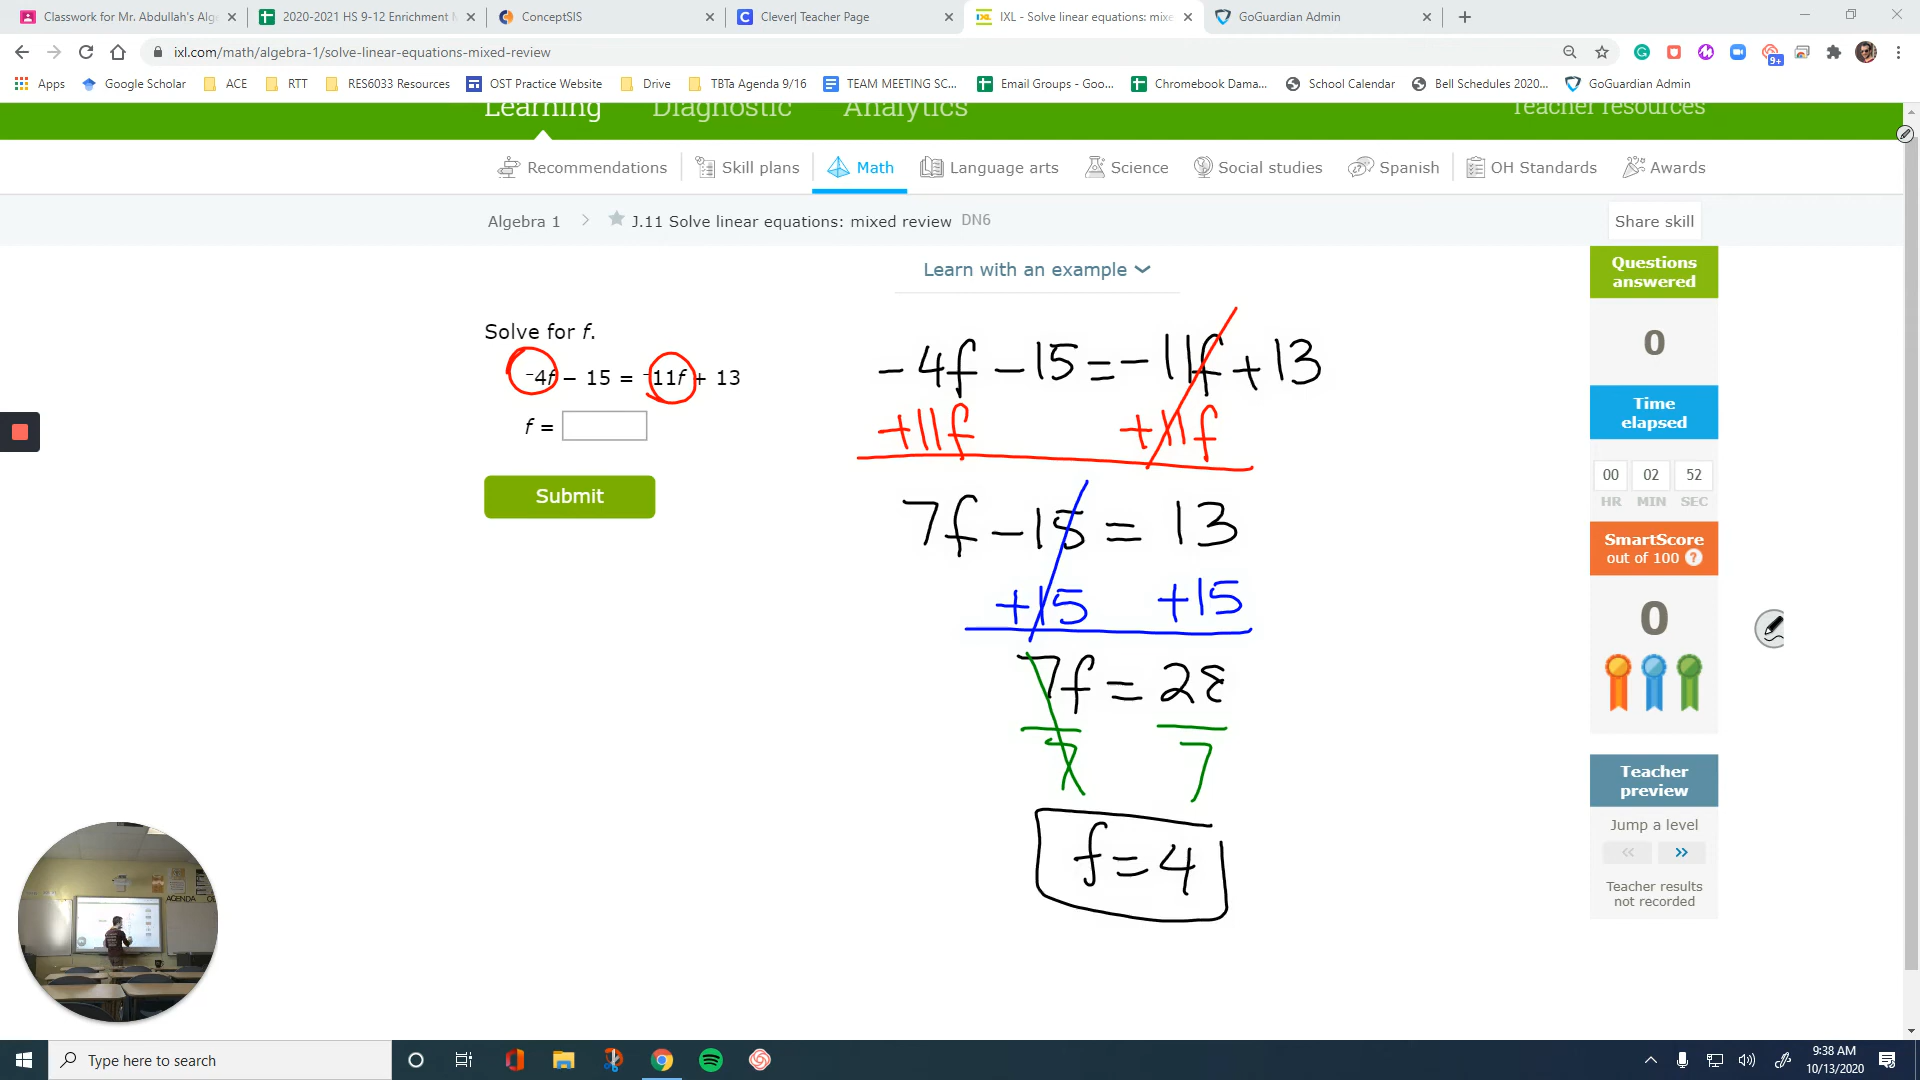 Classwork for Mr. Abdullah's Alg
2020-2021 HS 9-12 Enrichment M
ConceptSIS
Clever| Teacher Page
IXL - Solve linear equations: mixe
GoGuardian Admin
ixl.com/math/algebra-1/solve-linear-equations-mixed-review
9+
Apps
Google Scholar
ACE
RTT
RES6033 Resources
OST Practice Website
Drive
TBTa Agenda 9/16
TEAM MEETING SC...
Email Groups - Goo...
Chromebook Dama...
School Calendar
Bell Schedules 2020...
GoGuardian Admin
Learning
Diagnostic
Analytics
Teacher resources
Recommendations
Skill plans
Math
Language arts
Science
Social studies
Spanish
OH Standards
Awards
Algebra 1
J.11 Solve linear equations: mixed review DN6
Share skill
Learn with an example
Solve for f.
-4f − 15 = -11f + 13
f =
Submit
-4f -15 = -11f +13
+11f +11f
7f -15 = 13
+15 +15
7f = 28
7 7
f=4
Questions
answered
0
Time
elapsed
00 02 52
HR MIN SEC
SmartScore
out of 100 ?
0
Teacher
preview
Jump a level
Teacher results
not recorded
AGENDA
Type here to search
9:38 AM
10/13/2020